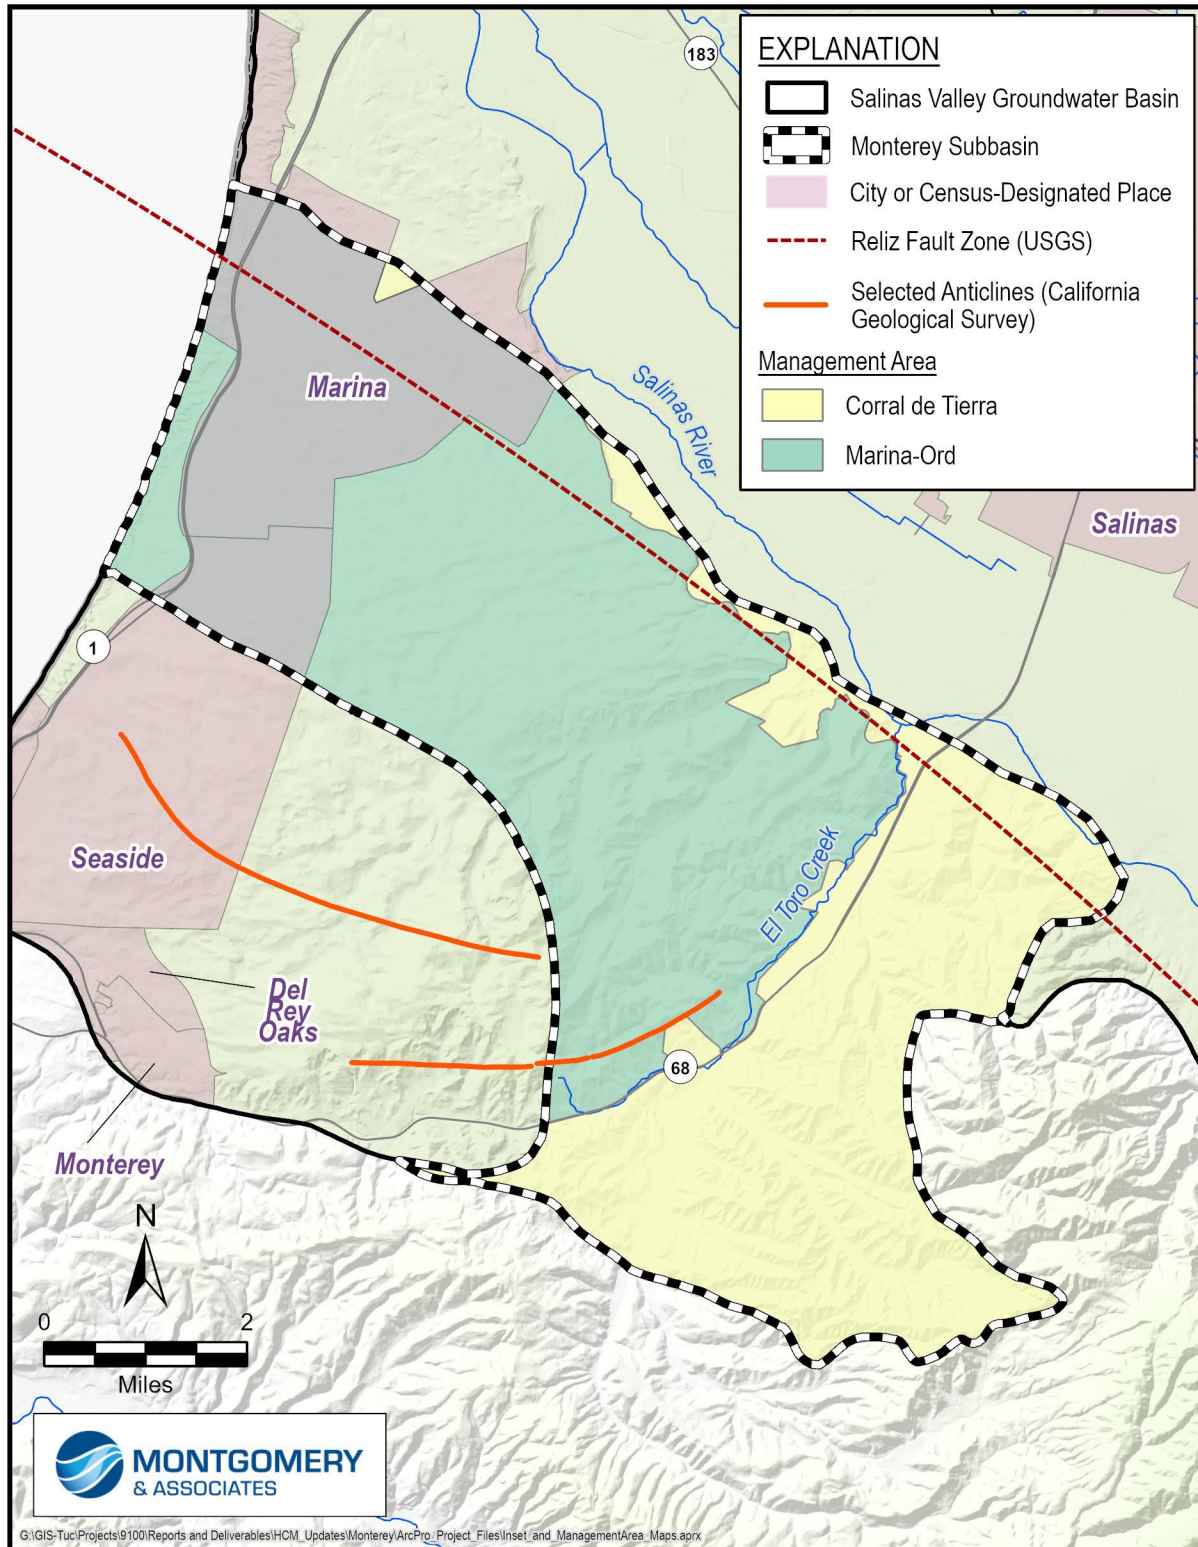 183
EXPLANATION
Salinas Valley Groundwater Basin
Monterey Subbasin
City or Census-Designated Place
Reliz Fault Zone (USGS)
Selected Anticlines (California
Geological Survey)
Management Area
Corral de Tierra
Marina-Ord
Marina
Salinas River
Salinas
1
Seaside
El Toro Creek
Del
Rey
Oaks
68
Monterey
N
0 2
Miles
MONTGOMERY
& ASSOCIATES
G:\GIS-Tuc\Projects\9100\Reports and Deliverables\HCM_Updates\Monterey\ArcPro_Project_Files\Inset_and_ManagementArea_Maps.aprx